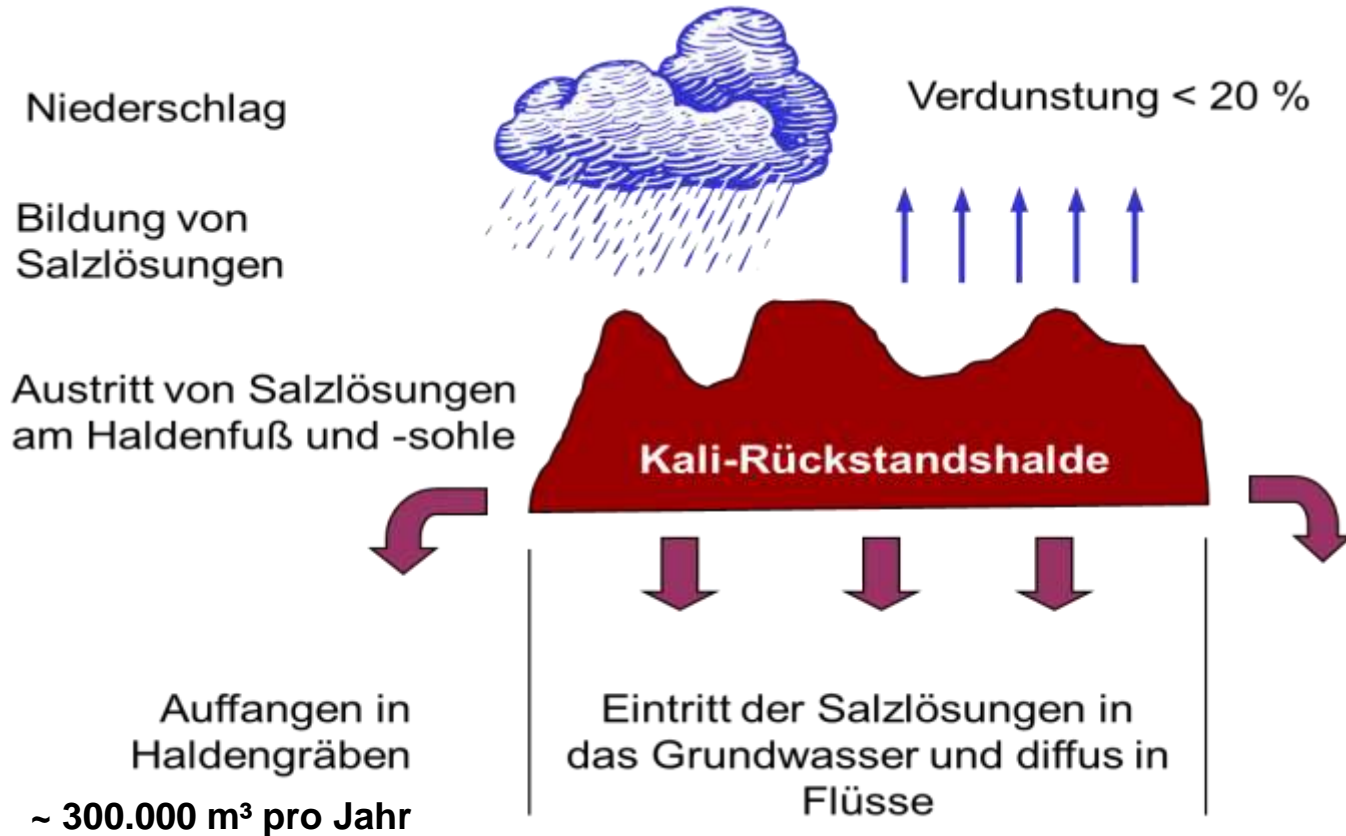 Niederschlag
Verdunstung < 20 %
Bildung von
Salzlösungen
Austritt von Salzlösungen
am Haldenfuß und -sohle
Kali-Rückstandshalde
Auffangen in
Haldengräben
~ 300.000 m³ pro Jahr
Eintritt der Salzlösungen in
das Grundwasser und diffus in
Flüsse